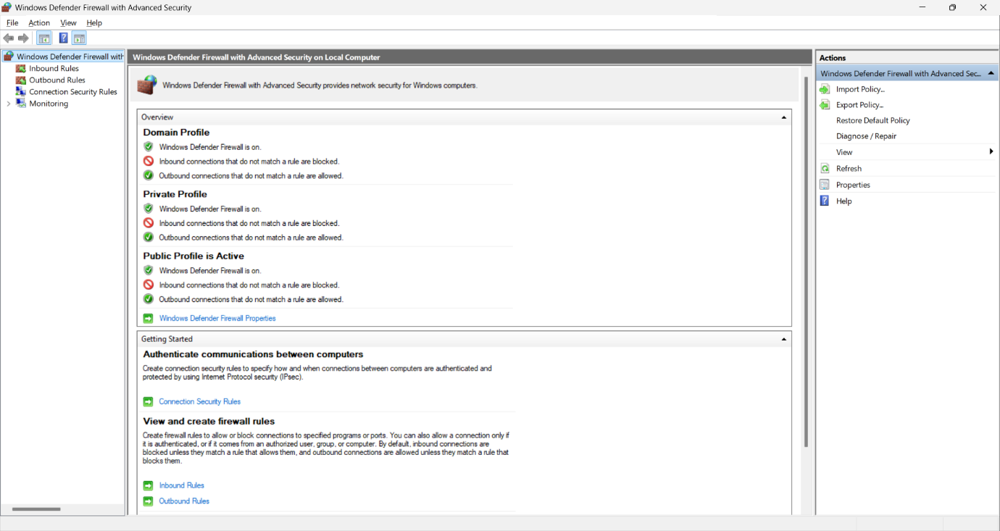 Windows Defender Firewall with Advanced Security
File Action View Help
Windows Defender Firewall with
Inbound Rules
Outbound Rules
Connection Security Rules
Monitoring
Windows Defender Firewall with Advanced Security on Local Computer
Windows Defender Firewall with Advanced Security provides network security for Windows computers.
Overview
Domain Profile
Windows Defender Firewall is on.
Inbound connections that do not match a rule are blocked.
Outbound connections that do not match a rule are allowed.
Private Profile
Windows Defender Firewall is on.
Inbound connections that do not match a rule are blocked.
Outbound connections that do not match a rule are allowed.
Public Profile is Active
Windows Defender Firewall is on.
Inbound connections that do not match a rule are blocked.
Outbound connections that do not match a rule are allowed.
Windows Defender Firewall Properties
Getting Started
Authenticate communications between computers
Create connection security rules to specify how and when connections between computers are authenticated and
protected by using Internet Protocol security (IPsec).
Connection Security Rules
View and create firewall rules
Create firewall rules to allow or block connections to specified programs or ports. You can also allow a connection only if
it is authenticated, or if it comes from an authorized user, group, or computer. By default, inbound connections are
blocked unless they match a rule that allows them, and outbound connections are allowed unless they match a rule that
blocks them.
Inbound Rules
Outbound Rules
Actions
Windows Defender Firewall with Advanced Sec...
Import Policy...
Export Policy...
Restore Default Policy
Diagnose / Repair
View
Refresh
Properties
Help